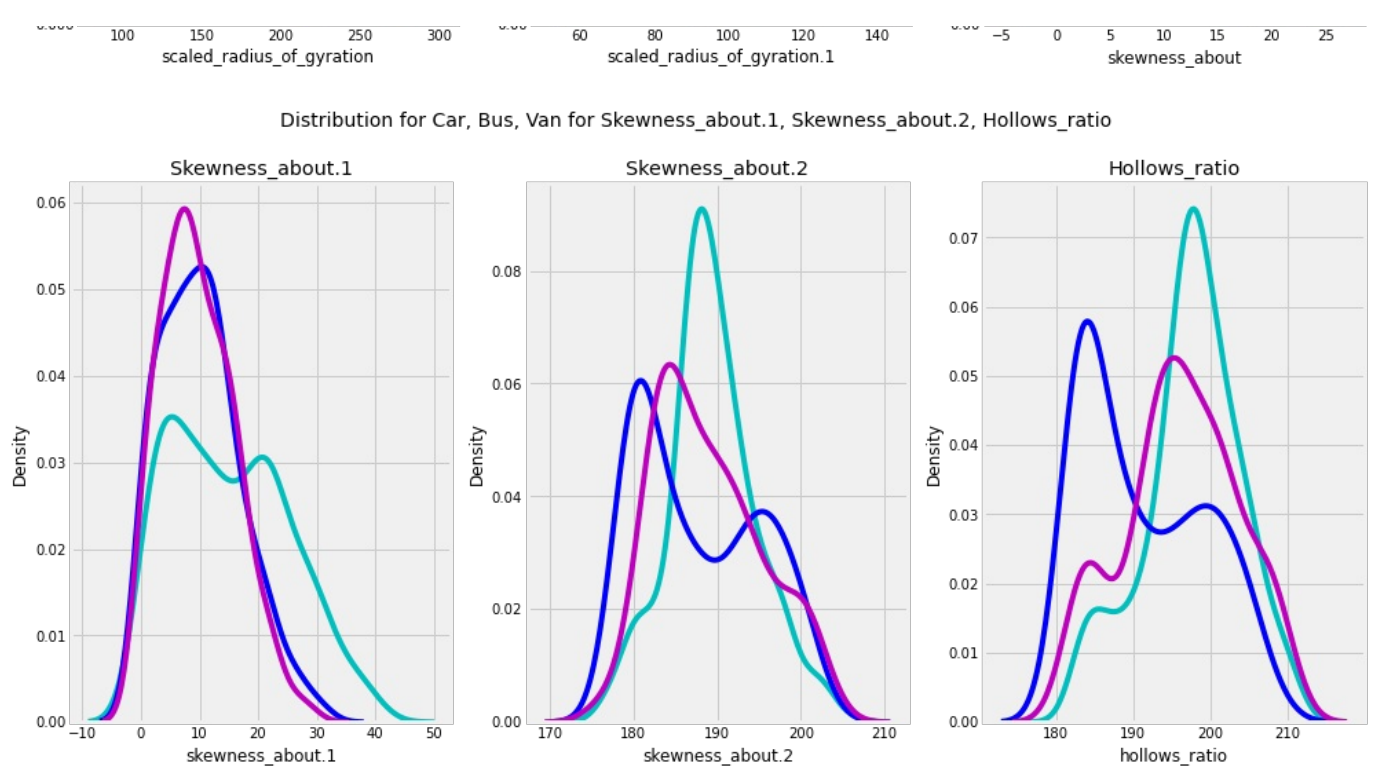 100 150 200 250 300 60 80 100 120 140 −5 0 5 10 15 20 25
scaled_radius_of_gyration scaled_radius_of_gyration.1 skewness_about
Distribution for Car, Bus, Van for Skewness_about.1, Skewness_about.2, Hollows_ratio
Skewness_about.1
0.06
0.05
0.04
0.03
0.02
0.01
0.00
Density
−10 0 10 20 30 40 50
skewness_about.1
Skewness_about.2
0.08
0.06
0.04
0.02
0.00
Density
170 180 190 200 210
skewness_about.2
Hollows_ratio
0.07
0.06
0.05
0.04
0.03
0.02
0.01
0.00
Density
180 190 200 210
hollows_ratio